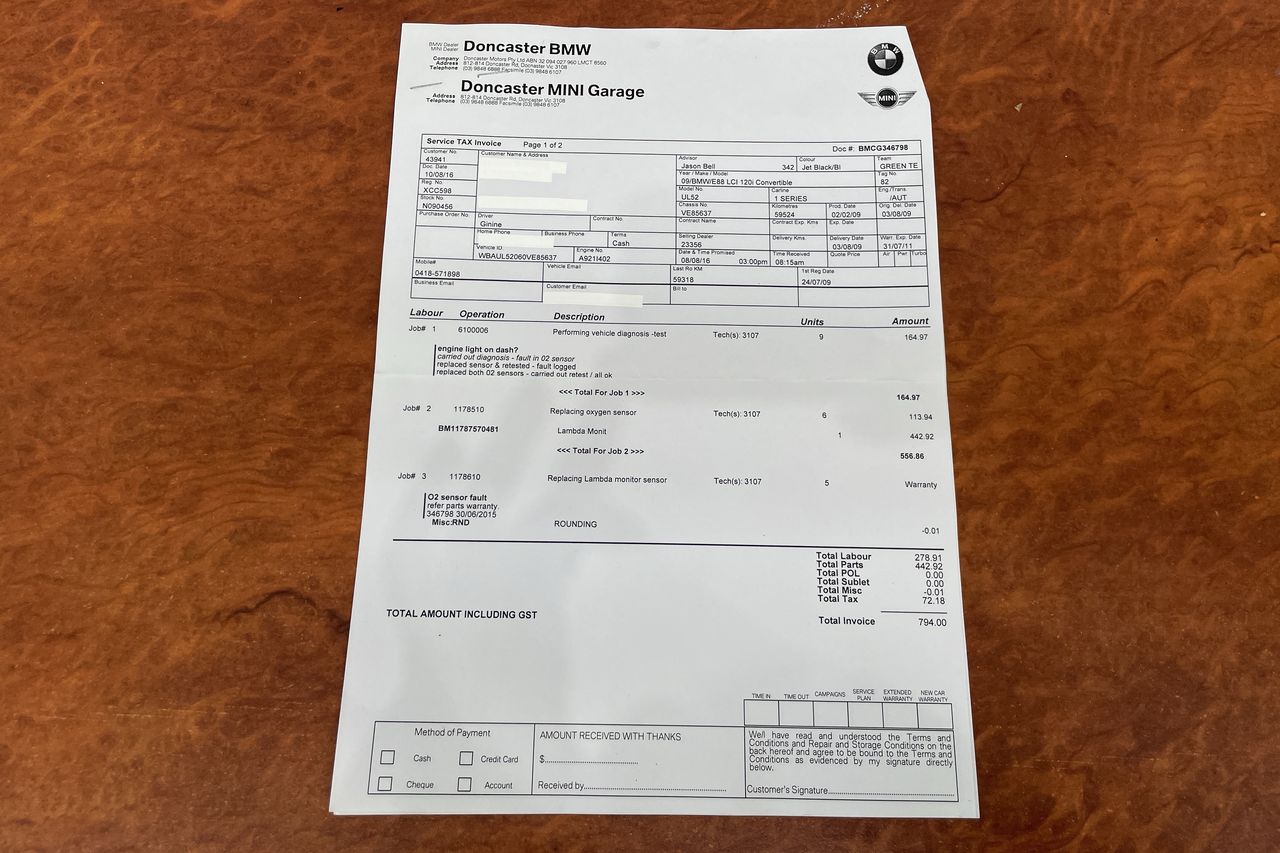 BMW Dealer
MINI Dealer
Doncaster BMW
Company Doncaster Motors Pty Ltd ABN 32 094 027 960 LMCT 6560
Address 812-814 Doncaster Rd, Doncaster Vic 3108
Telephone (03) 9848 6888 Facsimile (03) 9848 6107
BMW
Doncaster MINI Garage
Address 812-814 Doncaster Rd, Doncaster Vic 3108
Telephone (03) 9848 6888 Facsimile (03) 9848 6107
MINI
Service TAX Invoice Page 1 of 2 Doc #: BMCG346798
Customer No. Customer Name & Address Advisor Colour Team
43941 Jason Bell 342 Jet Black/Bl GREEN TE
Doc. Date Year / Make / Model Tag No.
10/08/16 09/BMW/E88 LCI 120i Convertible 82
Reg. No. Model No. Carline Eng./Trans.
XCC598 UL52 1 SERIES /AUT
Stock No. Chassis No. Kilometres Prod. Date Orig. Del. Date
N090456 VE85637 59524 02/02/09 03/08/09
Purchase Order No. Driver Contract No. Contract Name Contract Exp. Kms Exp. Date
Ginine
Home Phone Business Phone Terms Selling Dealer Delivery Kms. Delivery Date Warr. Exp. Date
Cash 23356 03/08/09 31/07/11
Vehicle ID Engine No. Date & Time Promised Time Received Quote Price Air Pwr Turbo
WBAUL52060VE85637 A921I402 08/08/16 03:00pm 08:15am
Mobile# Vehicle Email Last Ro KM 1st Reg Date
0418-571898 59318 24/07/09
Business Email Customer Email Bill to
Labour Operation Description Units Amount
Job# 1 6100006 Performing vehicle diagnosis -test Tech(s): 3107 9 164.97
engine light on dash?
carried out diagnosis - fault in 02 sensor
replaced sensor & retested - fault logged
replaced both 02 sensors - carried out retest / all ok
<<< Total For Job 1 >>> 164.97
Job# 2 1178510 Replacing oxygen sensor Tech(s): 3107 6 113.94
BM11787570481 Lambda Monit 1 442.92
<<< Total For Job 2 >>> 556.86
Job# 3 1178610 Replacing Lambda monitor sensor Tech(s): 3107 5 Warranty
O2 sensor fault
refer parts warranty.
346798 30/06/2015
Misc:RND ROUNDING -0.01
Total Labour 278.91
Total Parts 442.92
Total POL 0.00
Total Sublet 0.00
Total Misc -0.01
Total Tax 72.18
TOTAL AMOUNT INCLUDING GST Total Invoice 794.00
TIME IN TIME OUT CAMPAIGNS SERVICE PLAN EXTENDED WARRANTY NEW CAR WARRANTY
Method of Payment
Cash Credit Card
Cheque Account
AMOUNT RECEIVED WITH THANKS
$..............................
Received by..............................
We/I have read and understood the Terms and
Conditions and Repair and Storage Conditions on the
back hereof and agree to be bound to the Terms and
Conditions as evidenced by my signature directly
below.
Customer's Signature..............................